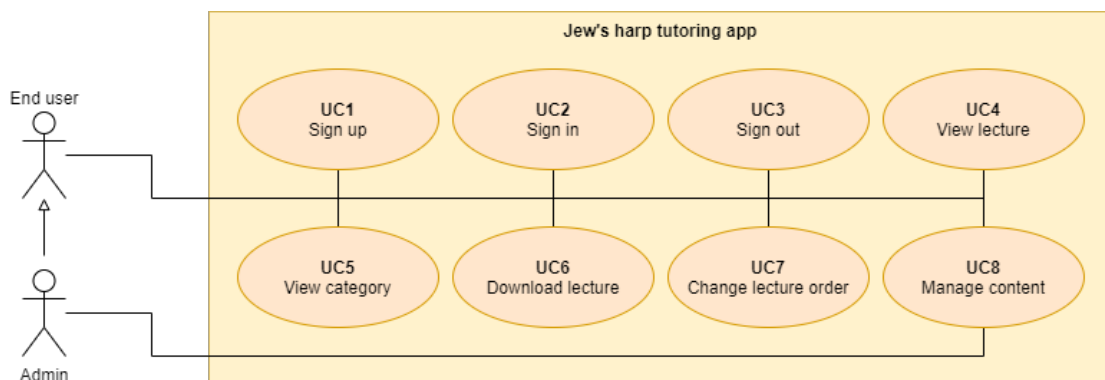 Jew's harp tutoring app
End user
UC1
Sign up
UC2
Sign in
UC3
Sign out
UC4
View lecture
UC5
View category
UC6
Download lecture
UC7
Change lecture order
UC8
Manage content
Admin